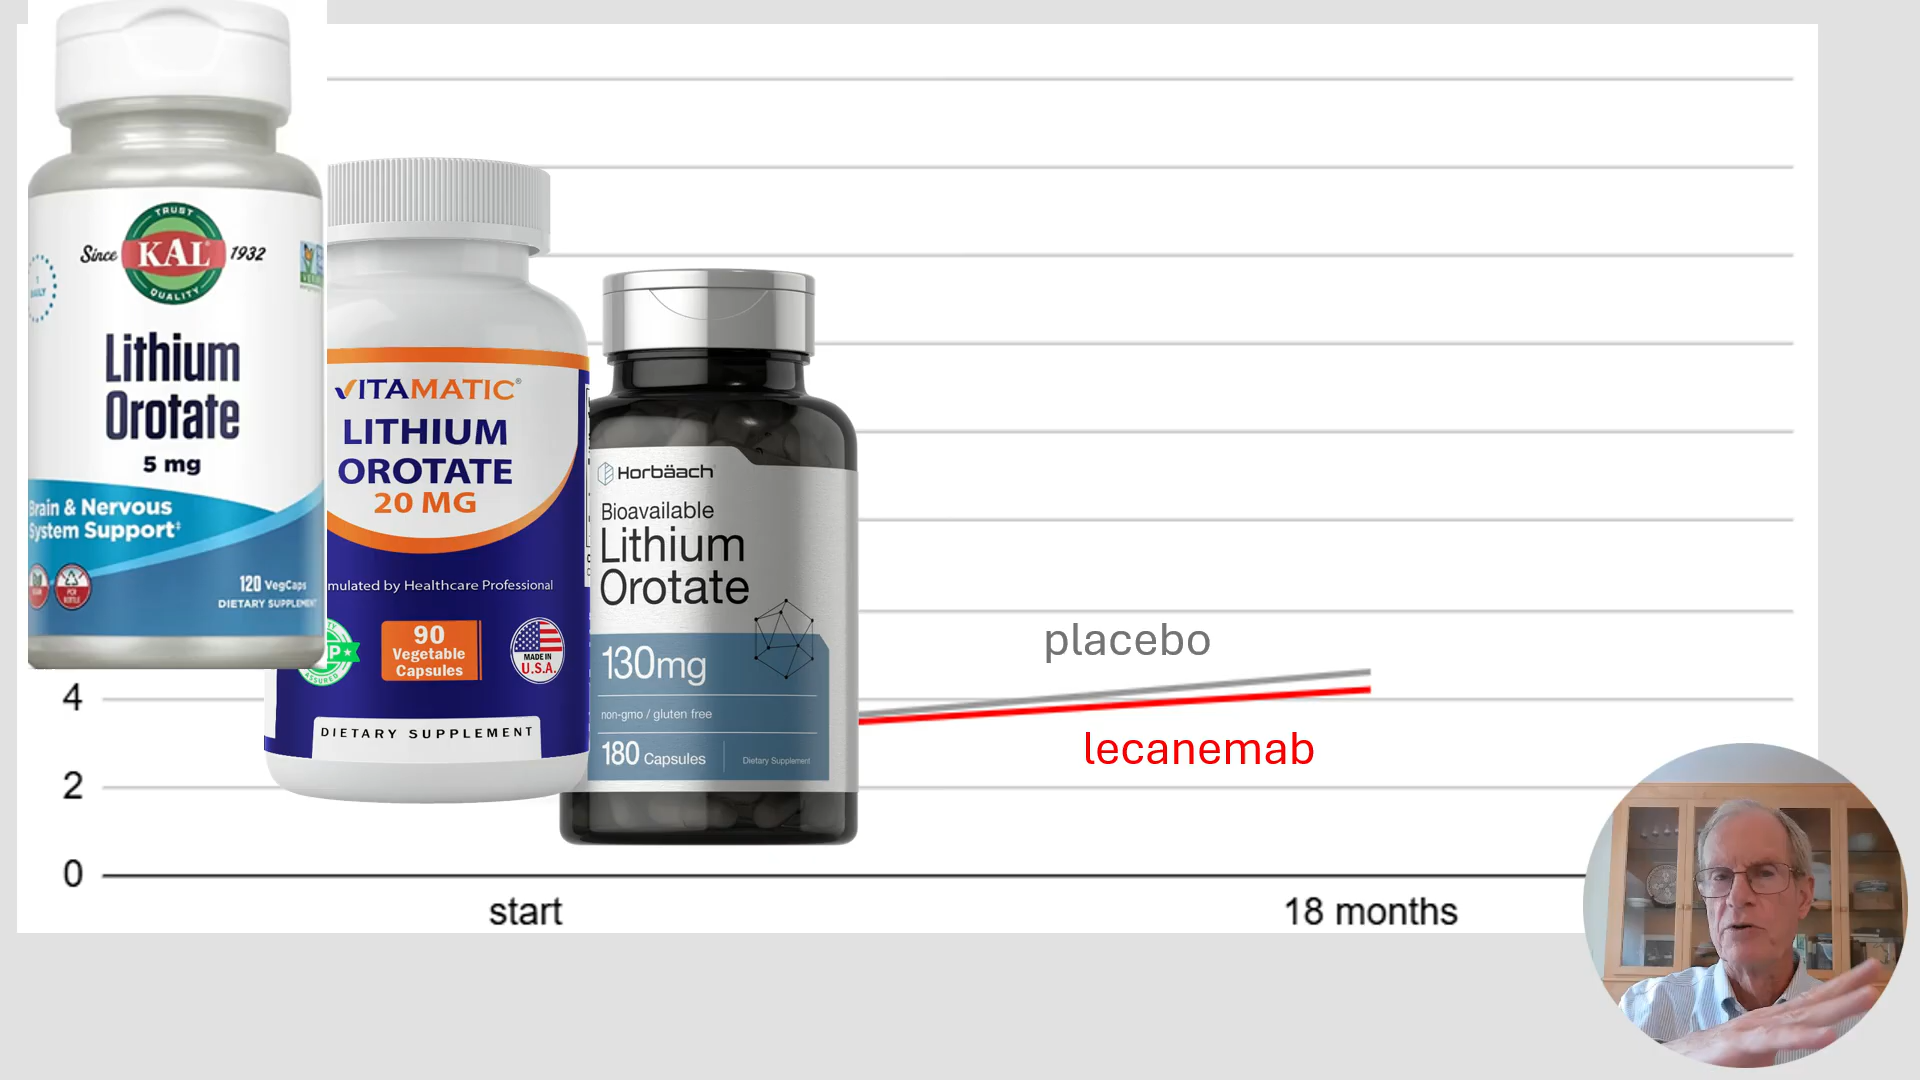 TRUST
Since KAL 1932
QUALITY
Lithium
Orotate
5 mg
Brain & Nervous
System Support‡
120 VegCaps
DIETARY SUPPLEMENT
VITAMATIC®
LITHIUM
OROTATE
20 MG
mulated by Healthcare Professional
90
Vegetable
Capsules
MADE IN
U.S.A.
ASSURED
DIETARY SUPPLEMENT
Horbäach
Bioavailable
Lithium
Orotate
130mg
non-gmo / gluten free
180 Capsules
Dietary Supplement
placebo
lecanemab
4
2
0
start
18 months